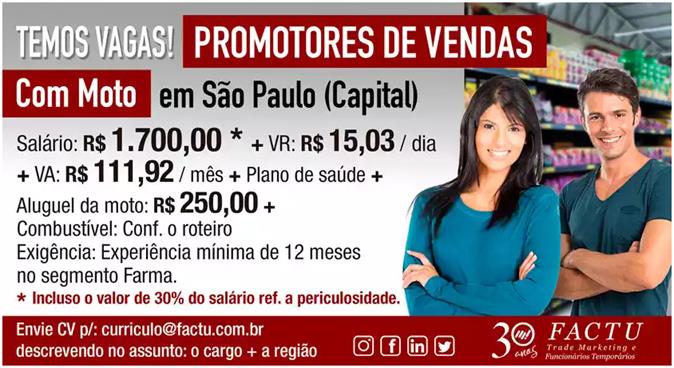 TEMOS VAGAS! PROMOTORES DE VENDAS
Com Moto em São Paulo (Capital)
Salário: R$ 1.700,00 * + VR: R$ 15,03 / dia
+ VA: R$ 111,92 / mês + Plano de saúde +
Aluguel da moto: R$ 250,00 +
Combustível: Conf. o roteiro
Exigência: Experiência mínima de 12 meses
no segmento Farma.
* Incluso o valor de 30% do salário ref. a periculosidade.
Envie CV p/: curriculo@factu.com.br
descrevendo no assunto: o cargo + a região
30 anos
FACTU
Trade Marketing e
Funcionários Temporários